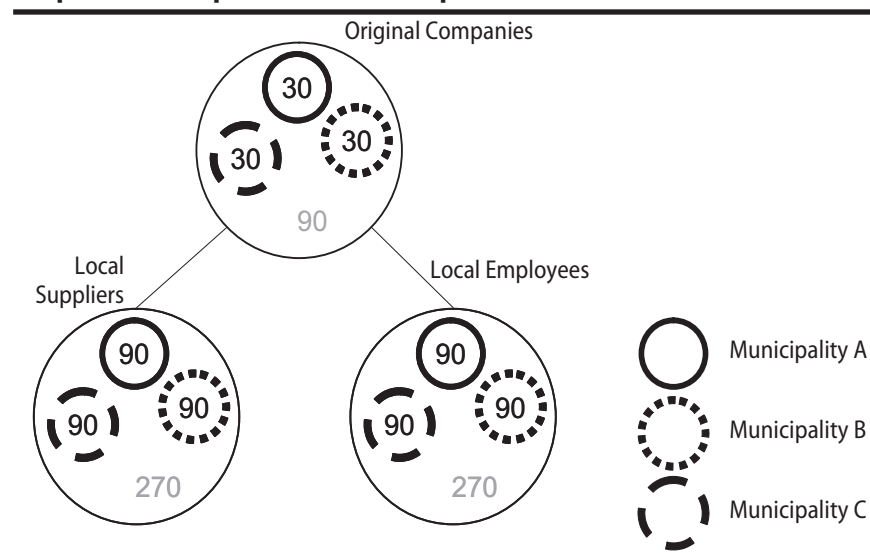 Original Companies
30
30
30
90
Local
Suppliers
Local Employees
90
90
90
270
90
90
90
270
Municipality A
Municipality B
Municipality C